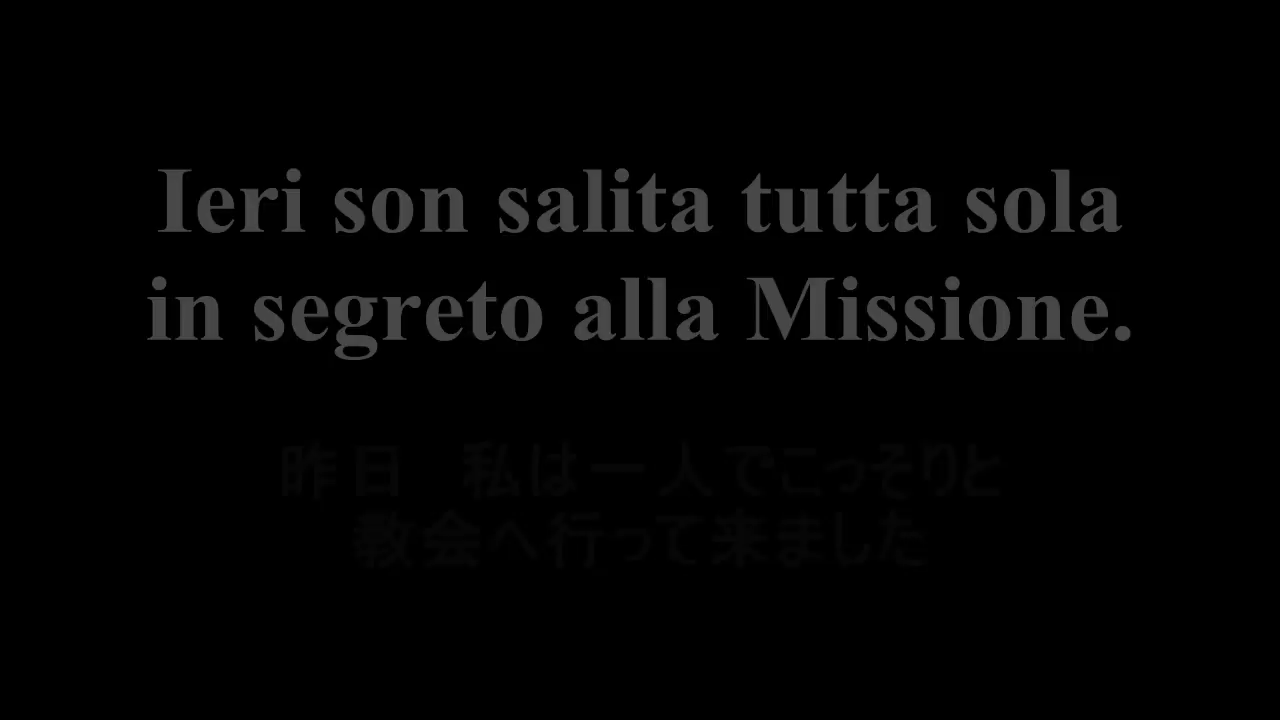 Ieri son salita tutta sola
in segreto alla Missione.
昨日　私は一人でこっそりと
教会へ行って来ました